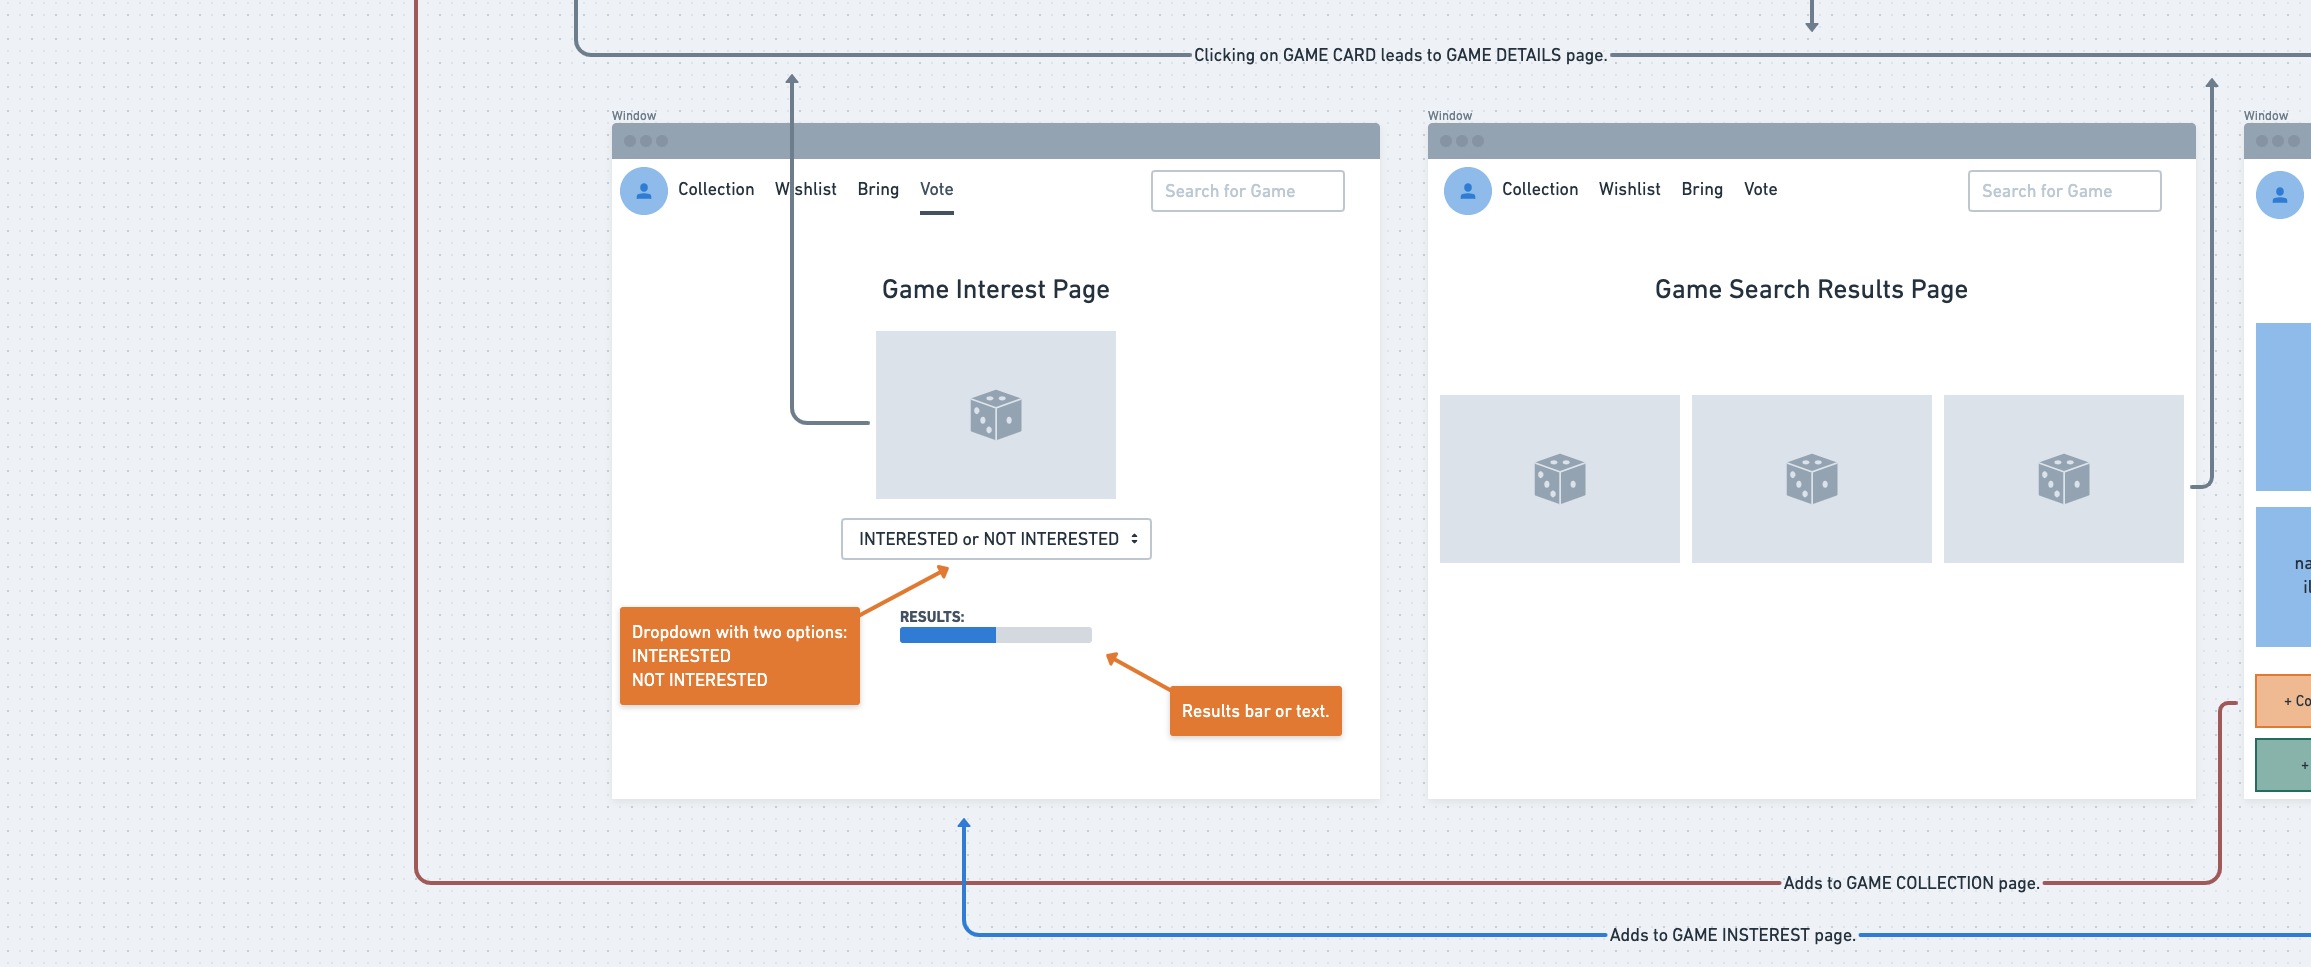 Clicking on GAME CARD leads to GAME DETAILS page.
Window
Collection Wishlist Bring Vote
Search for Game
Game Interest Page
INTERESTED or NOT INTERESTED
Dropdown with two options:
INTERESTED
NOT INTERESTED
RESULTS:
Results bar or text.
Window
Collection Wishlist Bring Vote
Search for Game
Game Search Results Page
Window
+ Co
+
Adds to GAME COLLECTION page.
Adds to GAME INSTEREST page.